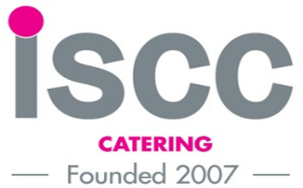 iscc
CATERING
Founded 2007